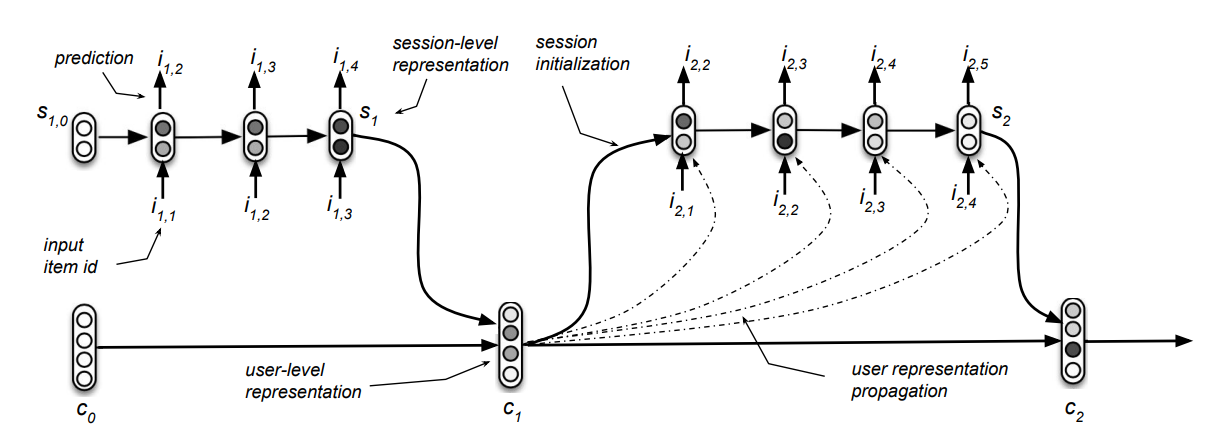 prediction
i1,2
i1,3
i1,4
session-level
representation
session
initialization
i2,2
i2,3
i2,4
i2,5
s1,0
s1
s2
i1,1
i1,2
i1,3
i2,1
i2,2
i2,3
i2,4
input
item id
user-level
representation
user representation
propagation
c0
c1
c2